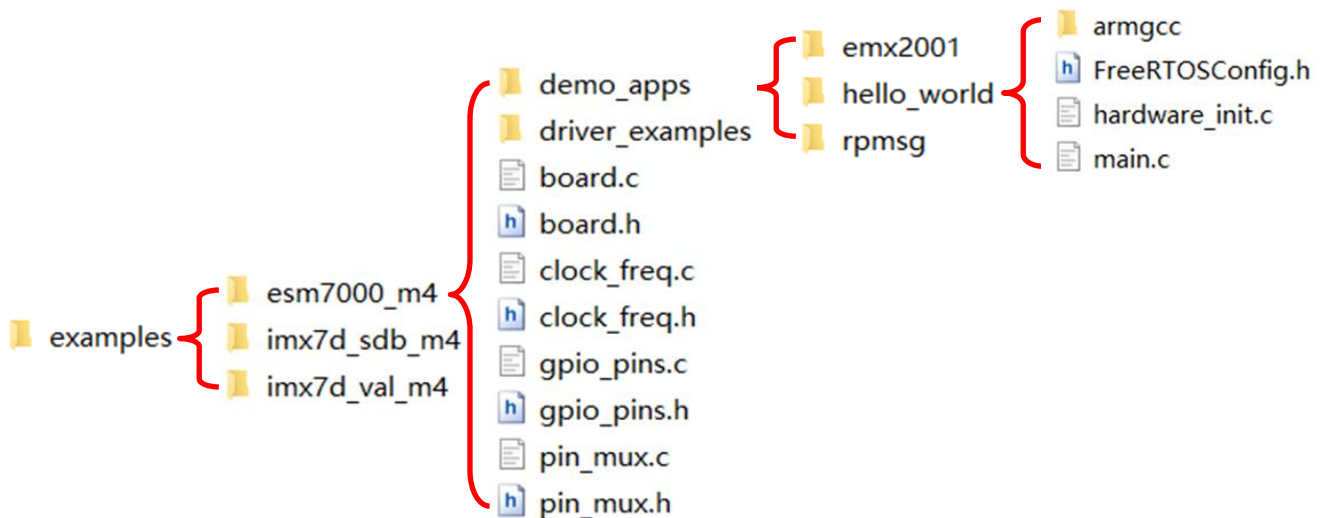 examples
esm7000_m4
imx7d_sdb_m4
imx7d_val_m4
demo_apps
driver_examples
board.c
board.h
clock_freq.c
clock_freq.h
gpio_pins.c
gpio_pins.h
pin_mux.c
pin_mux.h
emx2001
hello_world
rpmsg
armgcc
FreeRTOSConfig.h
hardware_init.c
main.c